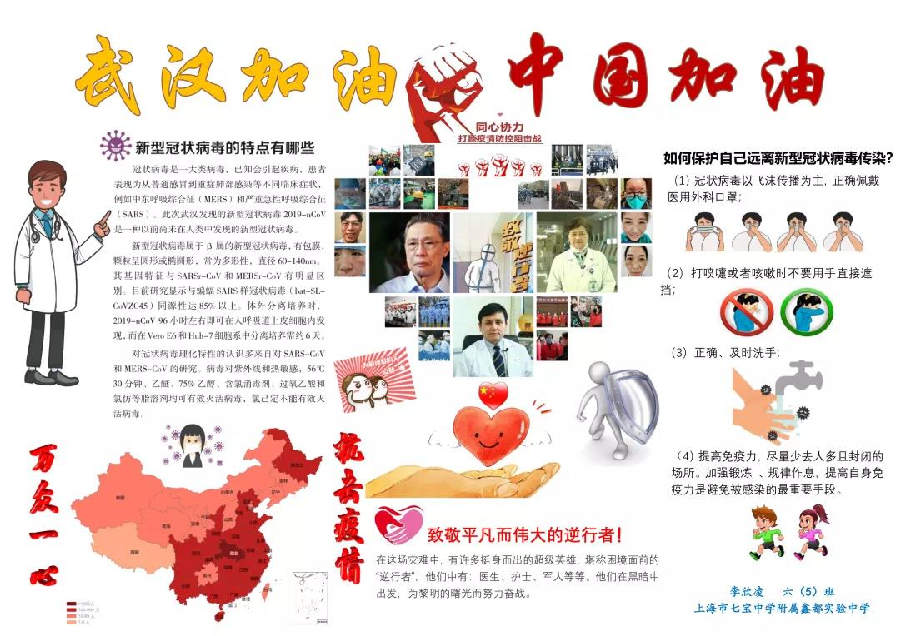 武汉加油 中国加油
同心协力
打赢疫情防控阻击战
新型冠状病毒的特点有哪些
冠状病毒是一大类病毒，已知会引起疾病，患者
表现为从普通感冒到重症肺部感染等不同临床症状，
例如中东呼吸综合征（MERS）和严重急性呼吸综合征
（SARS）。此次武汉发现的新型冠状病毒2019-nCoV
是一种以前尚未在人类中发现的新型冠状病毒。
新型冠状病毒属于β属的新型冠状病毒，有包膜，
颗粒呈圆形或椭圆形，常为多形性，直径60-140nm。
其基因特征与SARSr-CoV和MERSr-CoV有明显区
别。目前研究显示与蝙蝠SARS样冠状病毒（bat-SL-
CoVZC45）同源性达85%以上。体外分离培养时，
2019-nCoV 96小时左右即可在人呼吸道上皮细胞内发
现，而在Vero E6和Huh-7细胞系中分离培养需约6天。
对冠状病毒理化特性的认识多来自对SARS-CoV
和MERS-CoV的研究。病毒对紫外线和热敏感，56℃
30分钟、乙醚、75%乙醇、含氯消毒剂、过氧乙酸和
氯仿等脂溶剂均可有效灭活病毒，氯已定不能有效灭
活病毒。
致敬
逆行者
万众一心
抗击疫情
致敬平凡而伟大的逆行者！
在这场灾难中，有许多挺身而出的超级英雄，堪称困境面前的
“逆行者”，他们中有：医生、护士、军人等等，他们在黑暗中
出发，为黎明的曙光而努力奋战。
如何保护自己远离新型冠状病毒传染？
（1）冠状病毒以飞沫传播为主，正确佩戴
医用外科口罩；
（2）打喷嚏或者咳嗽时不要用手直接遮
挡；
（3）正确、及时洗手；
（4）提高免疫力，尽量少去人多且封闭的
场所。加强锻炼、规律作息，提高自身免
疫力是避免被感染的最重要手段。
李欣凌 六（5）班
上海市七宝中学附属鑫都实验中学